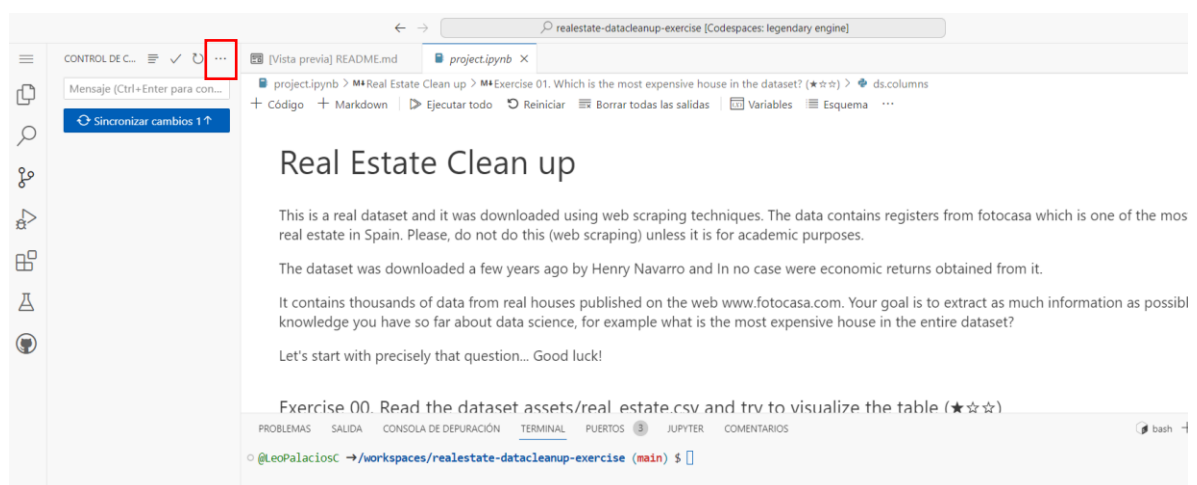 realestate-datacleanup-exercise [Codespaces: legendary engine]
CONTROL DE C...
[Vista previa] README.md
project.ipynb
Mensaje (Ctrl+Enter para con...
project.ipynb > M↓Real Estate Clean up > M↓Exercise 01. Which is the most expensive house in the dataset? (★☆☆) > ds.columns
+ Código + Markdown Ejecutar todo Reiniciar Borrar todas las salidas Variables Esquema ...
Sincronizar cambios 1↑
Real Estate Clean up
This is a real dataset and it was downloaded using web scraping techniques. The data contains registers from fotocasa which is one of the mos
real estate in Spain. Please, do not do this (web scraping) unless it is for academic purposes.
The dataset was downloaded a few years ago by Henry Navarro and In no case were economic returns obtained from it.
It contains thousands of data from real houses published on the web www.fotocasa.com. Your goal is to extract as much information as possibl
knowledge you have so far about data science, for example what is the most expensive house in the entire dataset?
Let's start with precisely that question... Good luck!
Exercise 00. Read the dataset assets/real_estate.csv and try to visualize the table (★☆☆)
PROBLEMAS SALIDA CONSOLA DE DEPURACIÓN TERMINAL PUERTOS 3 JUPYTER COMENTARIOS
bash
@LeoPalaciosC →/workspaces/realestate-datacleanup-exercise (main) $